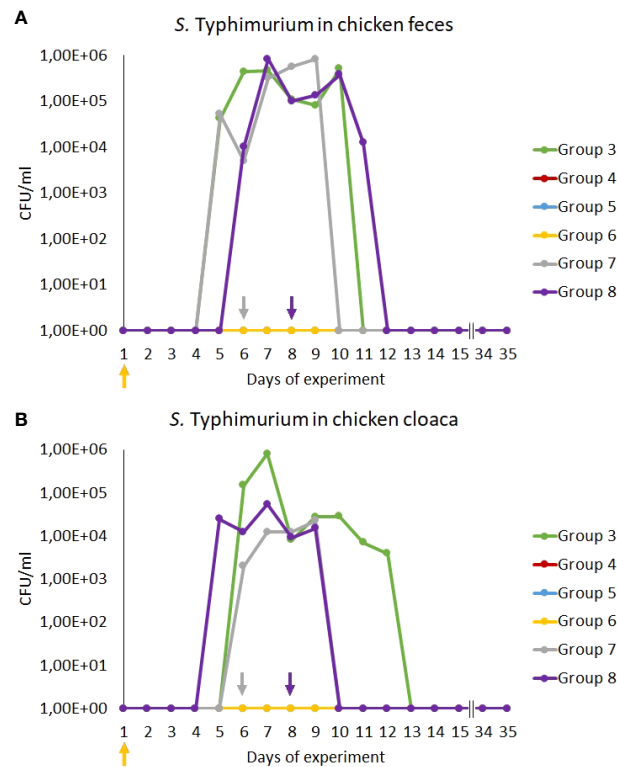 A
S. Typhimurium in chicken feces
1,00E+06
1,00E+05
1,00E+04
1,00E+03
1,00E+02
1,00E+01
1,00E+00
CFU/ml
1 2 3 4 5 6 7 8 9 10 11 12 13 14 15 34 35
Days of experiment
Group 3
Group 4
Group 5
Group 6
Group 7
Group 8
B
S. Typhimurium in chicken cloaca
1,00E+06
1,00E+05
1,00E+04
1,00E+03
1,00E+02
1,00E+01
1,00E+00
CFU/ml
1 2 3 4 5 6 7 8 9 10 11 12 13 14 15 34 35
Days of experiment
Group 3
Group 4
Group 5
Group 6
Group 7
Group 8